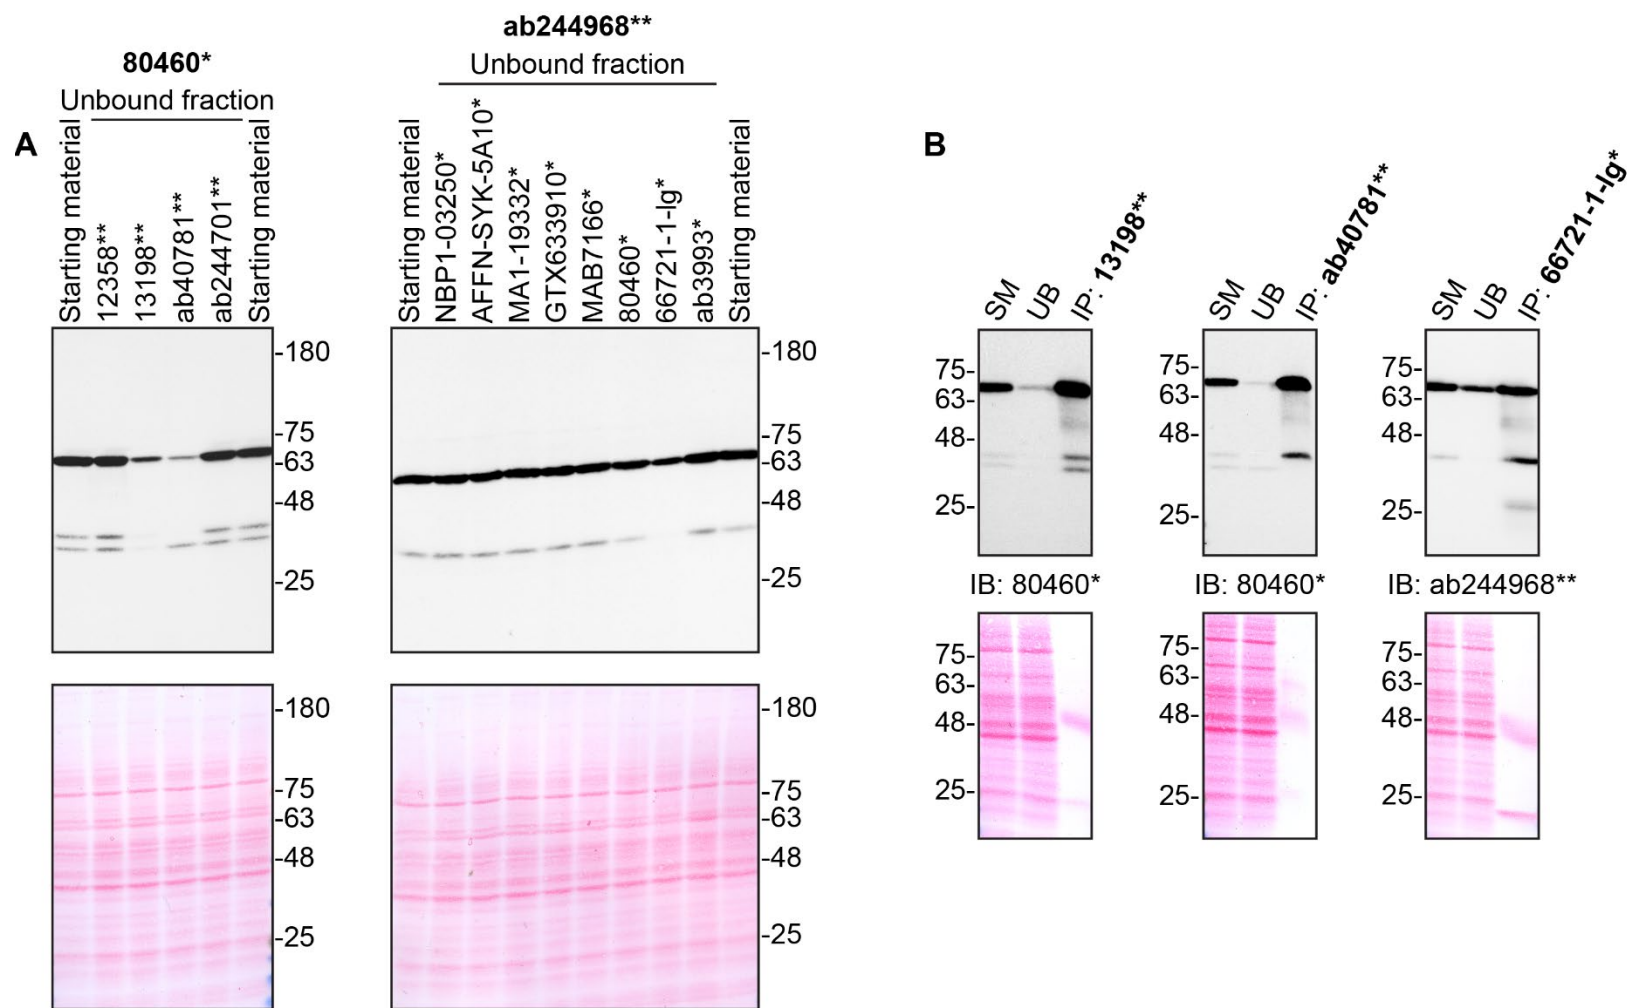 A
80460*
Unbound fraction
Starting material
12358**
13198**
ab40781**
ab244701**
Starting material
-180
-75
-63
-48
-25
-180
-75
-63
-48
-25
ab244968**
Unbound fraction
Starting material
NBP1-03250*
AFFN-SYK-5A10*
MA1-19332*
GTX633910*
MAB7166*
80460*
66721-1-Ig*
ab3993*
Starting material
-180
-75
-63
-48
-25
-180
-75
-63
-48
-25
B
SM
UB
IP: 13198**
75-
63-
48-
25-
IB: 80460*
75-
63-
48-
25-
SM
UB
IP: ab40781**
75-
63-
48-
25-
IB: 80460*
75-
63-
48-
25-
SM
UB
IP: 66721-1-Ig*
75-
63-
48-
25-
IB: ab244968**
75-
63-
48-
25-